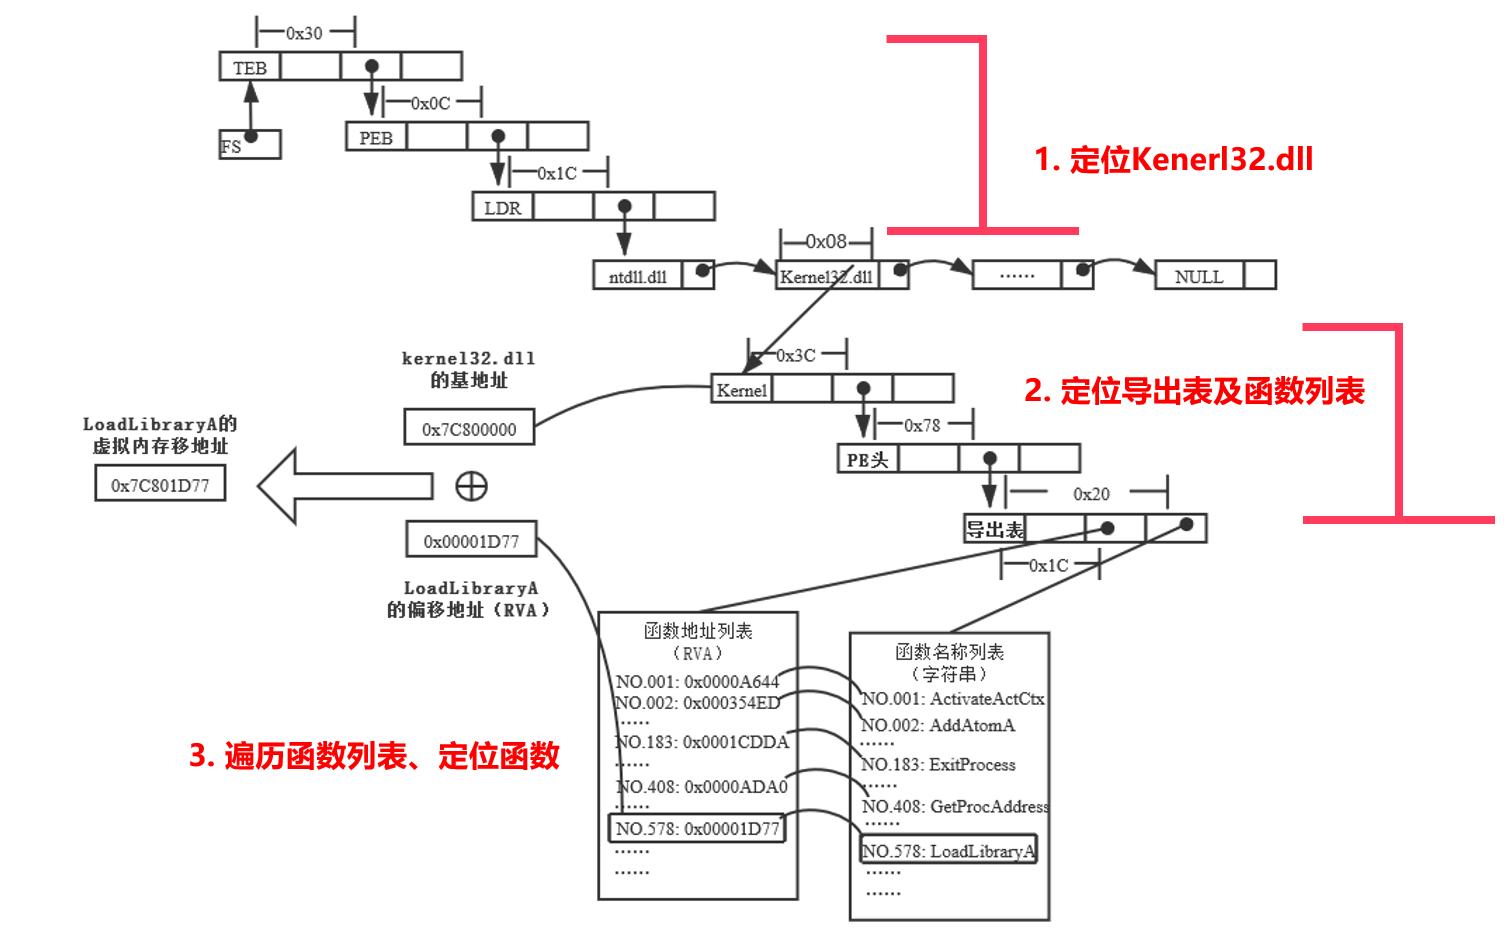 0x30
TEB
0x0C
FS
PEB
0x1C
LDR
1. 定位Kenerl32.dll
0x08
ntdll.dll
Kernel32.dll
······
NULL
kernel32.dll
的基地址
0x3C
Kernel
2. 定位导出表及函数列表
LoadLibraryA的
虚拟内存移地址
0x7C800000
0x78
PE头
0x7C801D77
0x20
导出表
0x00001D77
0x1C
LoadLibraryA
的偏移地址（RVA）
函数地址列表
（RVA）
NO.001: 0x0000A644
NO.002: 0x000354ED
······
NO.183: 0x0001CDDA
······
NO.408: 0x0000ADA0
······
NO.578: 0x00001D77
······
······
函数名称列表
（字符串）
NO.001: ActivateActCtx
NO.002: AddAtomA
······
NO.183: ExitProcess
······
NO.408: GetProcAddress
······
NO.578: LoadLibraryA
······
······
3. 遍历函数列表、定位函数